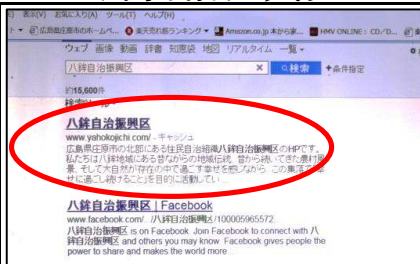 E) 表示(V) お気に入り(A) ツール(T) ヘルプ(H)
広島県庄原市のホームペ... 楽天売れ筋ランキング Amazon.co.jp 本から家... HMV ONLINE: CD/D...
ウェブ 画像 動画 辞書 知恵袋 地図 リアルタイム 一覧
八鉾自治振興区 × 検索 +条件指定
約15,600件
八鉾自治振興区
www.yahokojichi.com/ - キャッシュ
広島県庄原市の北部にある住民自治組織八鉾自治振興区のHPです。
私たちは八鉾地域にある昔ながらの地域伝統、昔から続いてきた農村風
景、そして大自然が存在の中で過ごす幸せを感じながら、この集落で幸
せに過ごし続けることを目的に活動してい
八鉾自治振興区 | Facebook
www.facebook.com/.../八鉾自治振興区/100005965572...
八鉾自治振興区 is on Facebook. Join Facebook to connect with 八
鉾自治振興区 and others you may know. Facebook gives people the
power to share and makes the world more